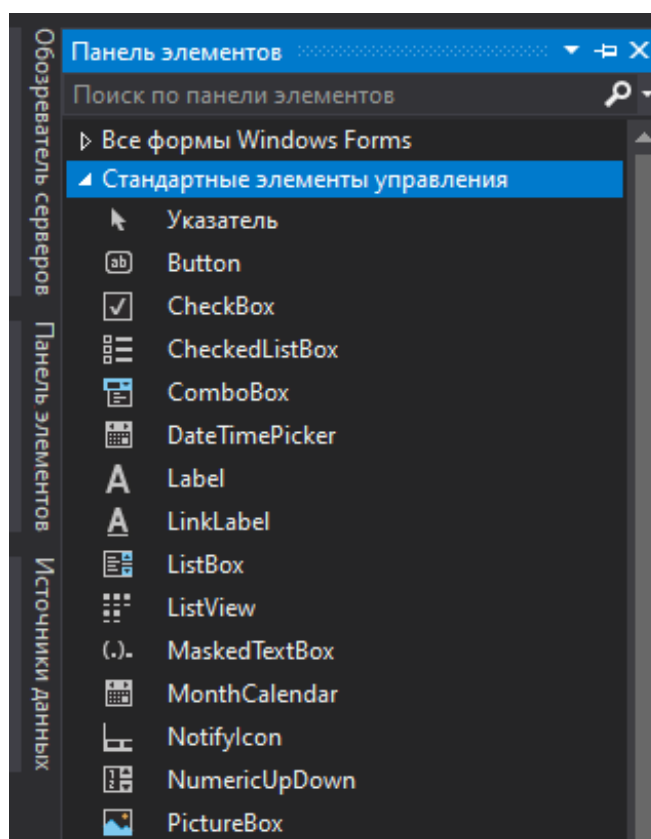 Обозреватель серверов
Панель элементов
Источники данных
Панель элементов
Поиск по панели элементов
Все формы Windows Forms
Стандартные элементы управления
Указатель
Button
CheckBox
CheckedListBox
ComboBox
DateTimePicker
Label
LinkLabel
ListBox
ListView
MaskedTextBox
MonthCalendar
NotifyIcon
NumericUpDown
PictureBox